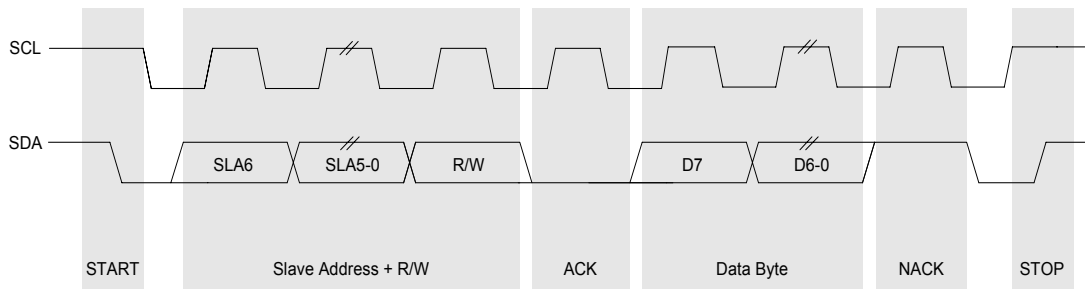 SCL
SDA
SLA6 SLA5-0 R/W D7 D6-0
START Slave Address + R/W ACK Data Byte NACK STOP